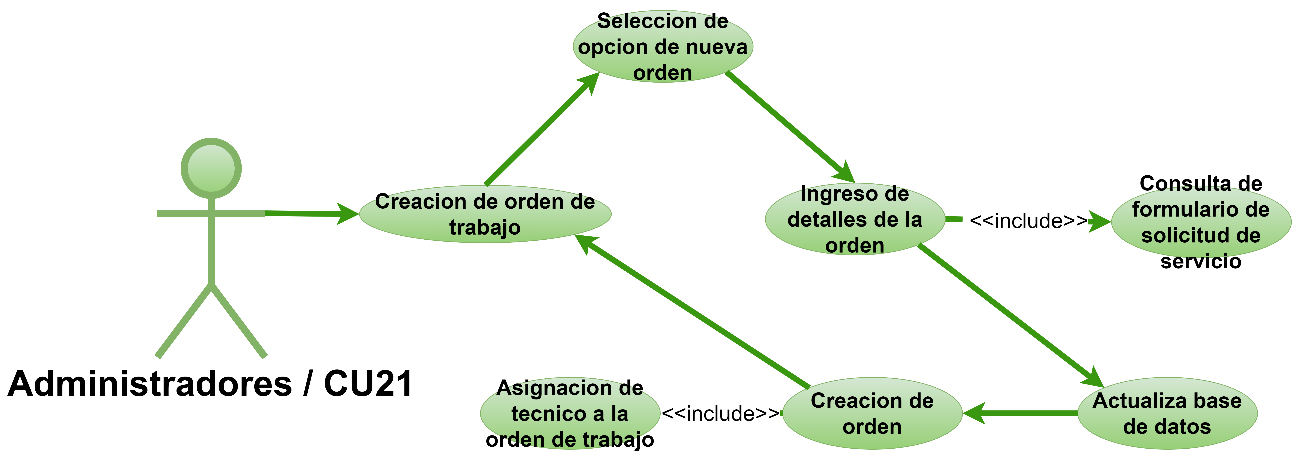 Seleccion de
opcion de nueva
orden
Creacion de orden de
trabajo
Ingreso de
detalles de la
orden
<<include>>
Consulta de
formulario de
solicitud de
servicio
Administradores / CU21
Asignacion de
tecnico a la
orden de trabajo
<<include>>
Creacion de
orden
Actualiza base
de datos